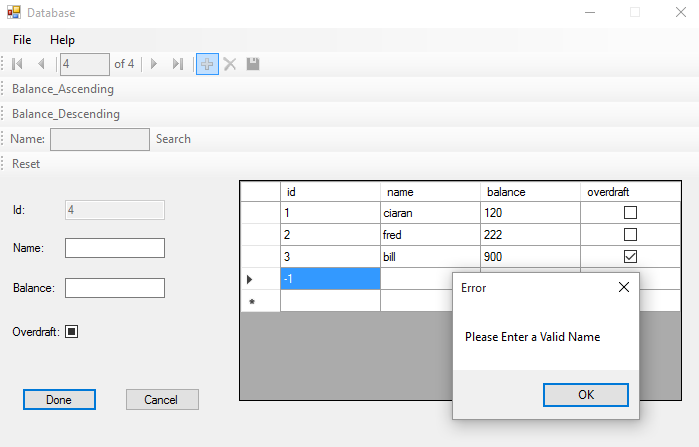 Database
File Help
4 of 4
Balance_Ascending
Balance_Descending
Name: Search
Reset
Id: 4
Name:
Balance:
Overdraft:
Done Cancel
id name balance overdraft
1 ciaran 120
2 fred 222
3 bill 900
-1
Error
Please Enter a Valid Name
OK